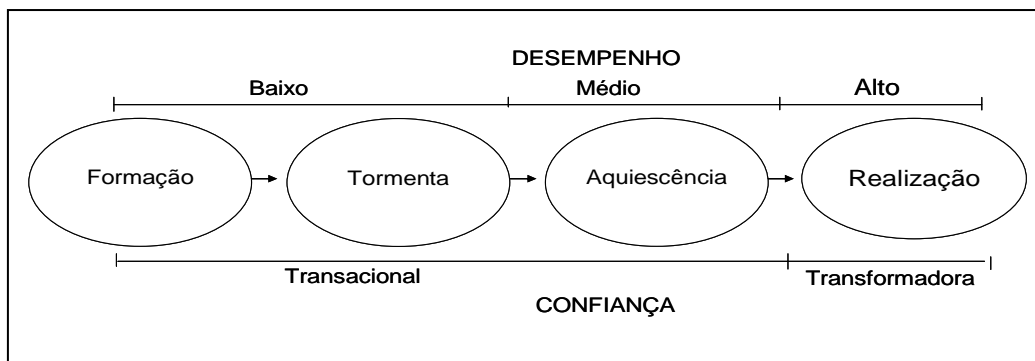 DESEMPENHO
Baixo Médio Alto
Formação Tormenta Aquiescência Realização
Transacional Transformadora
CONFIANÇA